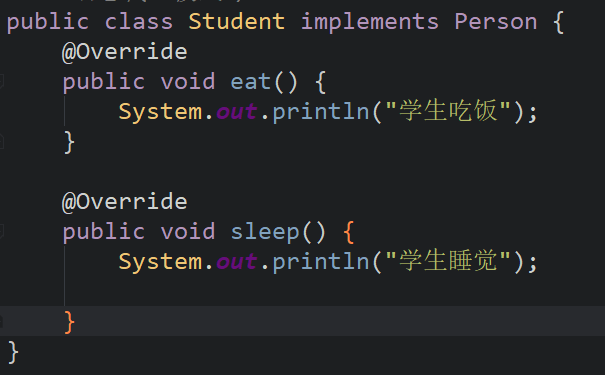 public class Student implements Person {
@Override
public void eat() {
System.out.println("学生吃饭");
}
@Override
public void sleep() {
System.out.println("学生睡觉");
}
}